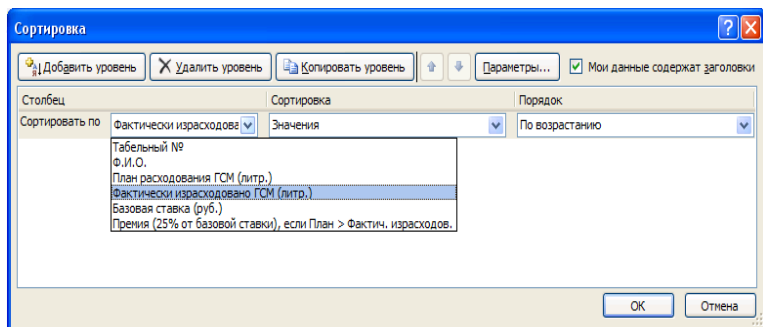 Сортировка
Добавить уровень Удалить уровень Копировать уровень Параметры... Мои данные содержат заголовки
Столбец Сортировка Порядок
Сортировать по Фактически израсходова Значения По возрастанию
Табельный №
Ф.И.О.
План расходования ГСМ (литр.)
Фактически израсходовано ГСМ (литр.)
Базовая ставка (руб.)
Премия (25% от базовой ставки), если План > Фактич. израсходов.
ОК Отмена